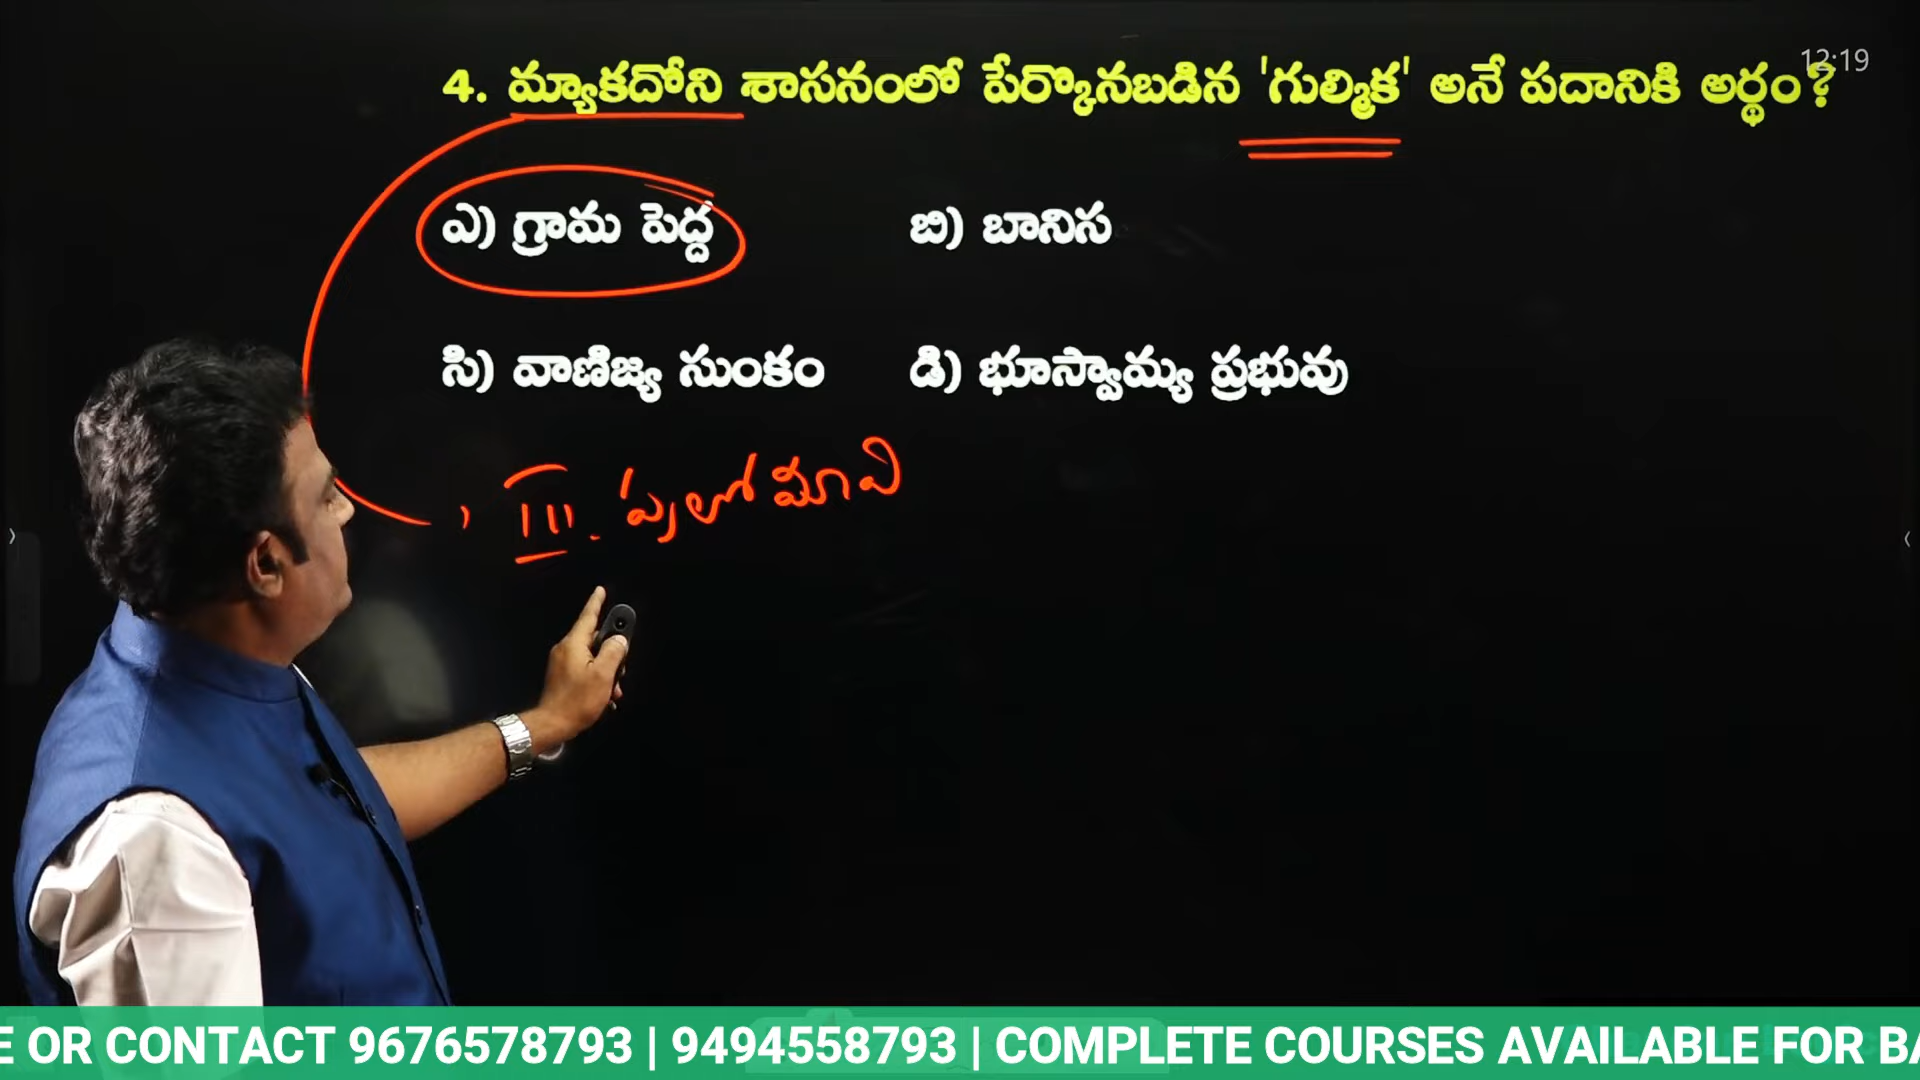 12:19
4. మ్యాకదోని శాసనంలో పేర్కొనబడిన 'గుల్మిక' అనే పదానికి అర్థం?
ఎ) గ్రామ పెద్ద
బి) బానిస
సి) వాణిజ్య సుంకం
డి) భూస్వామ్య ప్రభువు
III. పులోమావి
E OR CONTACT 9676578793 | 9494558793 | COMPLETE COURSES AVAILABLE FOR BA